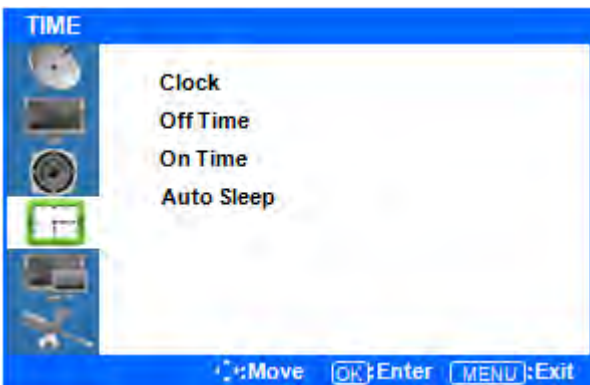 TIME
Clock
Off Time
On Time
Auto Sleep
:Move OK:Enter MENU:Exit